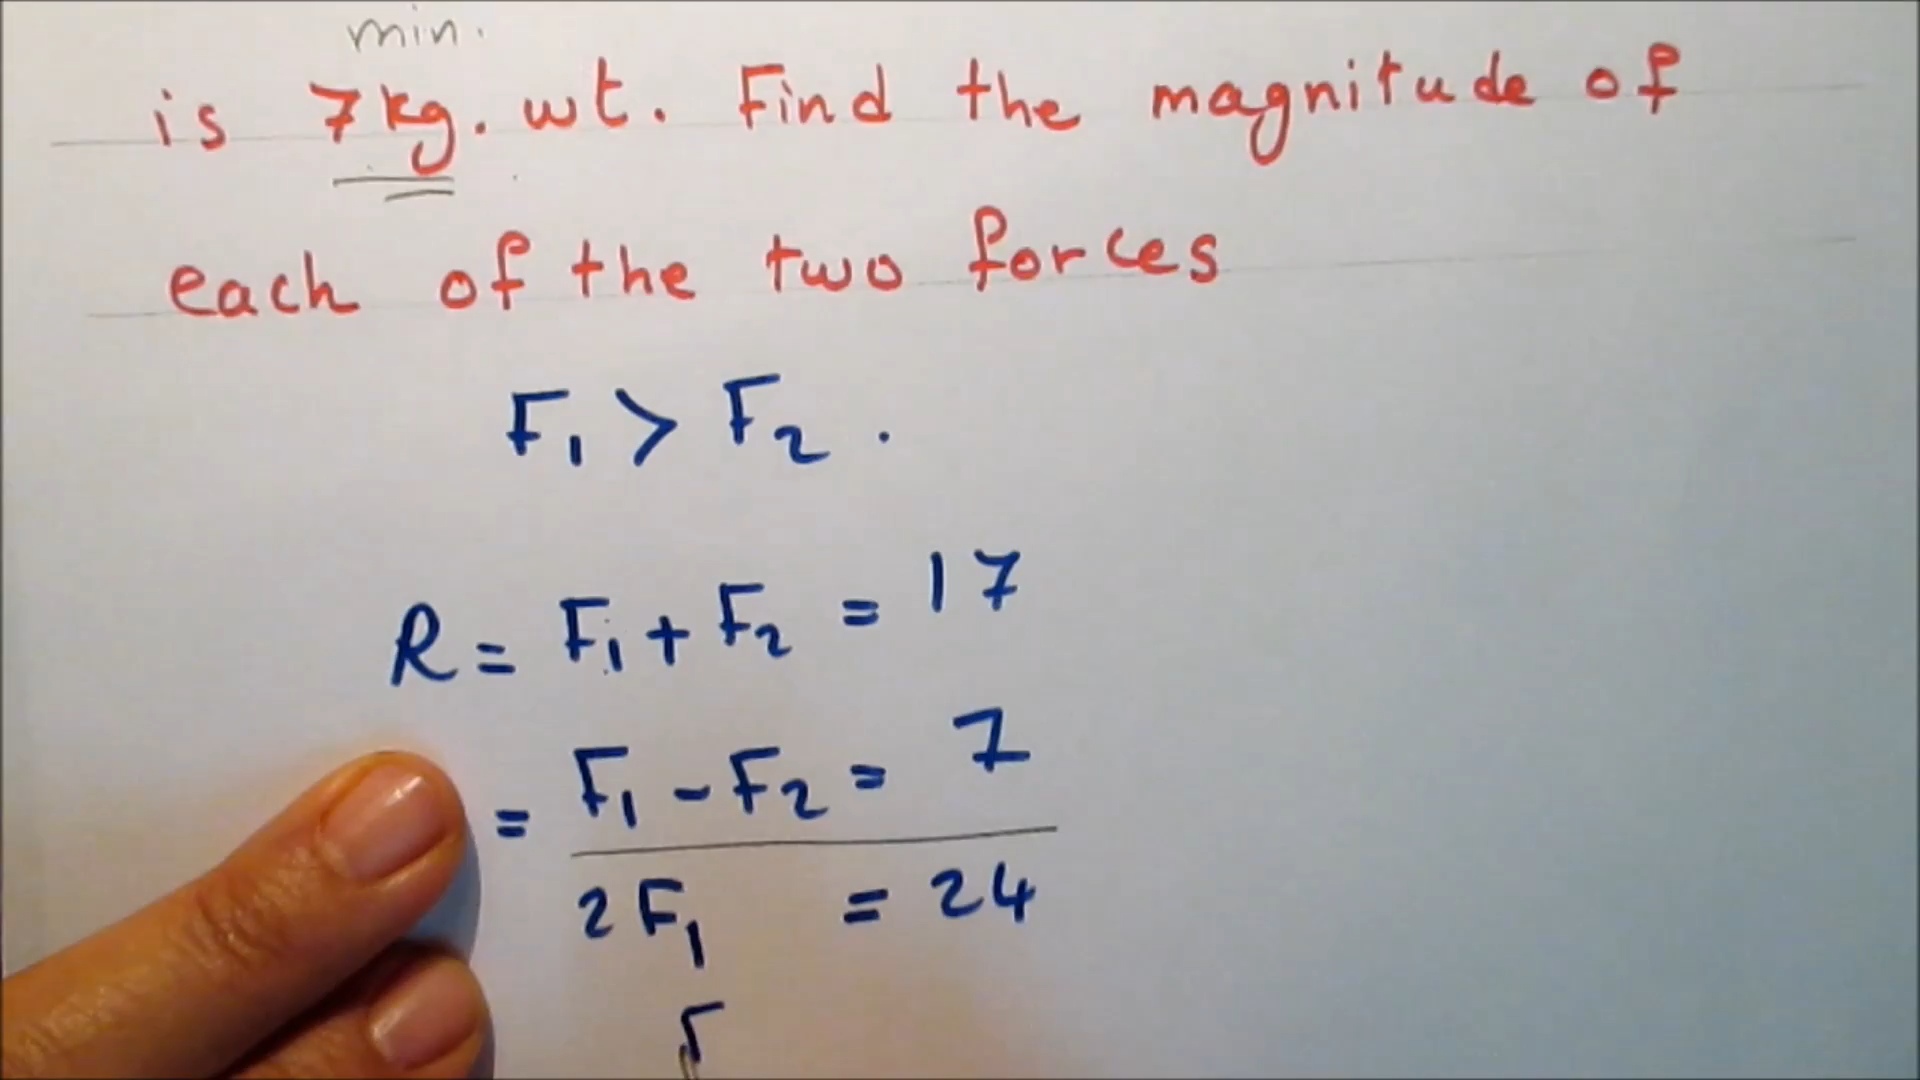 min.
is 7kg. wt. Find the magnitude of
each of the two forces
F₁ > F₂ .
R = F₁ + F₂ = 17
= F₁ - F₂ = 7
2F₁ = 24